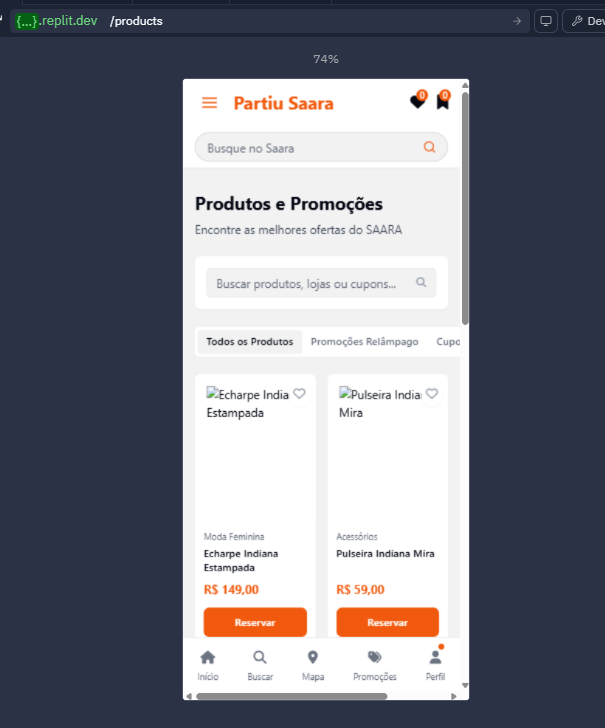 {...}.replit.dev /products
Dev
74%
Partiu Saara
0 0
Busque no Saara
Produtos e Promoções
Encontre as melhores ofertas do SAARA
Buscar produtos, lojas ou cupons...
Todos os Produtos Promoções Relâmpago Cupo
Echarpe India
Estampada
Pulseira India
Mira
Moda Feminina
Echarpe Indiana
Estampada
R$ 149,00
Reservar
Acessórios
Pulseira Indiana Mira
R$ 59,00
Reservar
Início Buscar Mapa Promoções Perfil